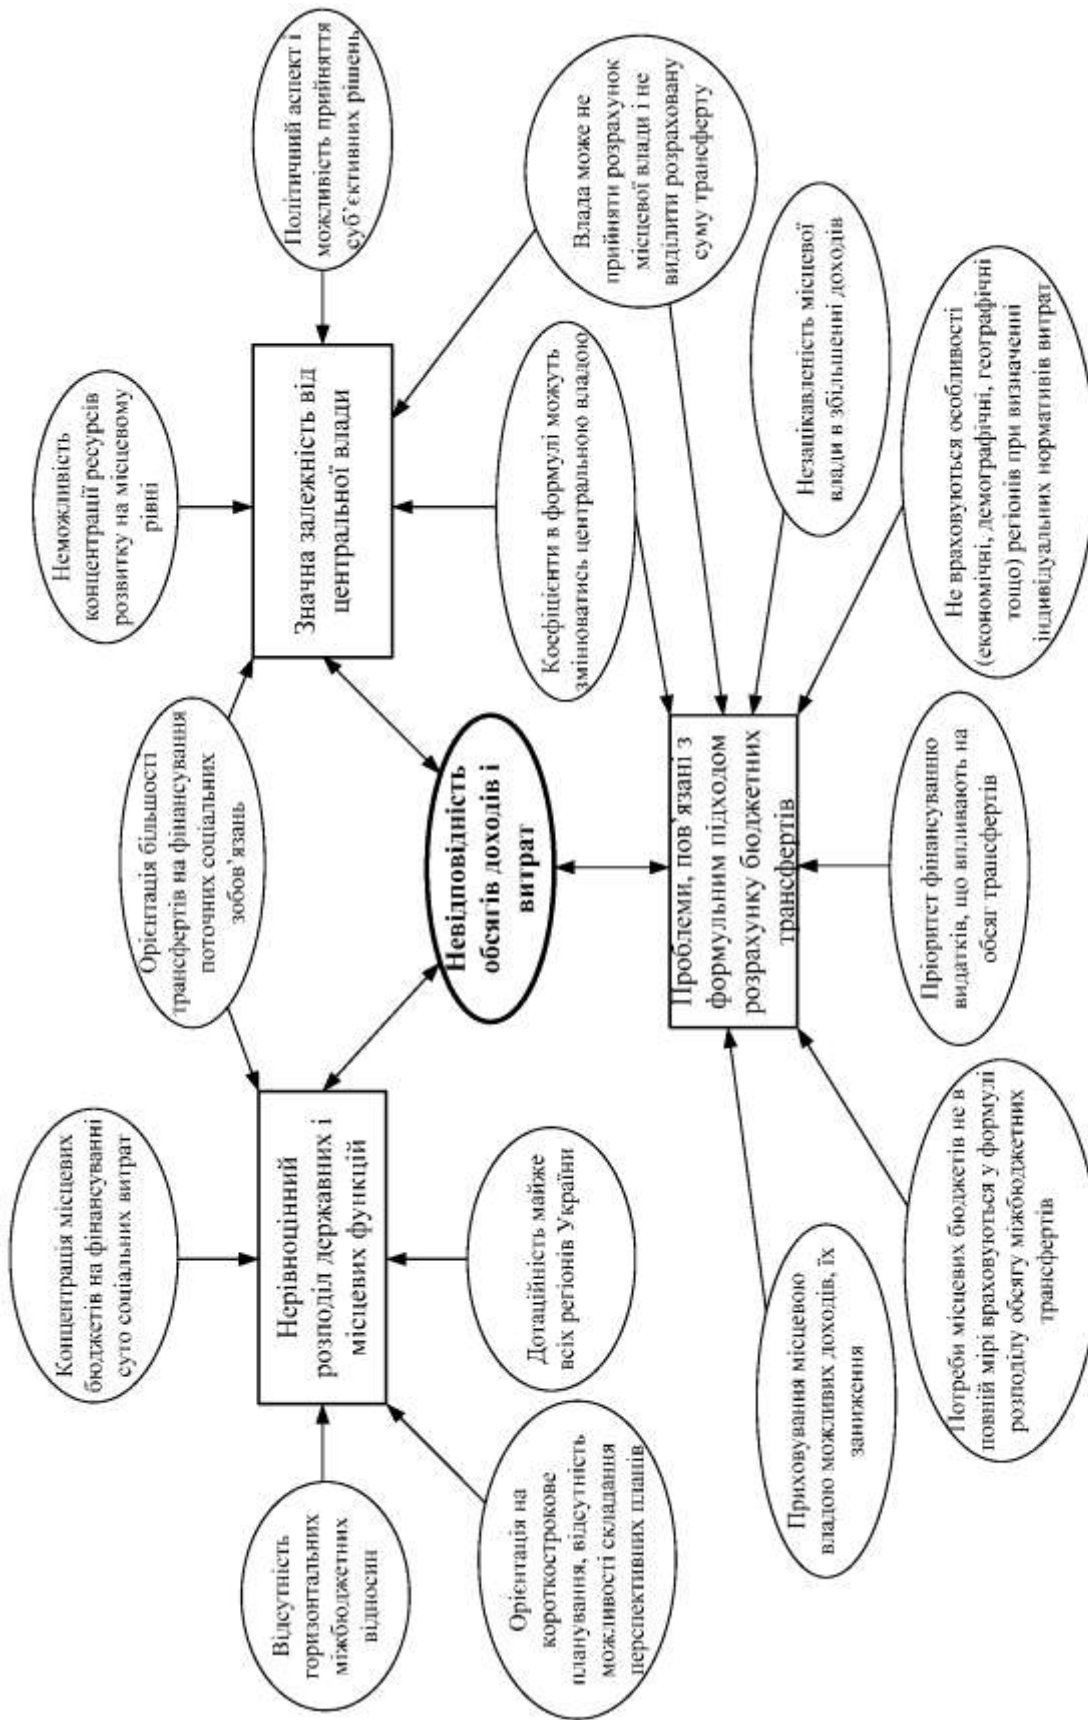 Концентрація місцевих
бюджетів на фінансуванні
суто соціальних витрат
Орієнтація більшості
трансфертів на фінансування
поточних соціальних
зобов'язань
Неможливість
концентрації ресурсів
розвитку на місцевому
рівні
Відсутність
горизонтальних
міжбюджетних
відносин
Нерівноцінний
розподіл державних і
місцевих функцій
Значна залежність від
центральної влади
Політичний аспект і
можливість прийняття
суб'єктивних рішень
Орієнтація на
короткострокове
планування, відсутність
можливості складання
перспективних планів
Дотаційність майже
всіх регіонів України
Невідповідність
обсягів доходів і
витрат
Коефіцієнти в формулі можуть
змінюватись центральною владою
Влада може не
прийняти розрахунок
місцевої влади і не
виділити розраховану
суму трансферту
Проблеми, пов'язані з
формульним підходом
розрахунку бюджетних
трансфертів
Приховування місцевою
владою можливих доходів, їх
заниження
Незацікавленість місцевої
влади в збільшенні доходів
Потреби місцевих бюджетів не в
повній мірі враховуються у формулі
розподілу обсягу міжбюджетних
трансфертів
Пріоритет фінансуванню
видатків, що впливають на
обсяг трансфертів
Не враховуються особливості
(економічні, демографічні, географічні
тощо) регіонів при визначенні
індивідуальних нормативів витрат